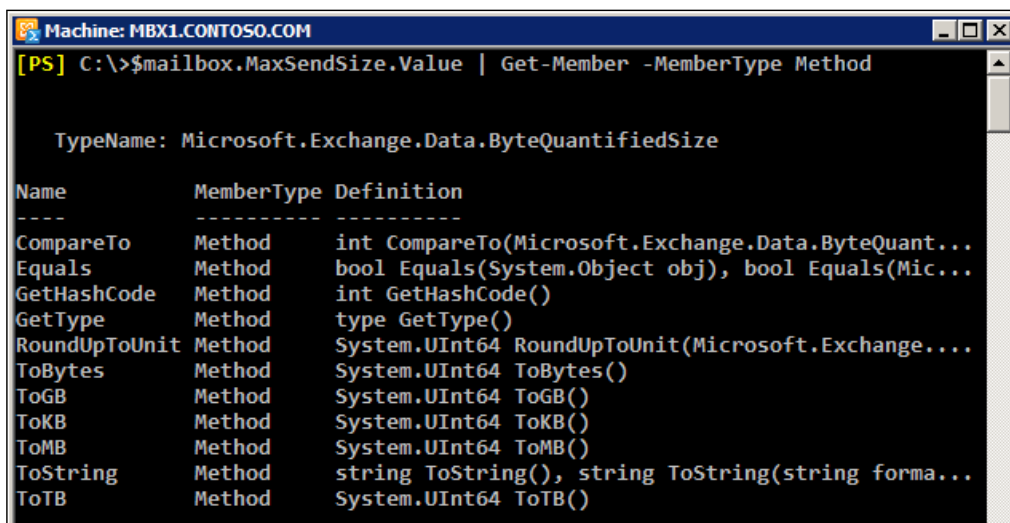 Machine: MBX1.CONTOSO.COM
[PS] C:\>$mailbox.MaxSendSize.Value | Get-Member -MemberType Method
TypeName: Microsoft.Exchange.Data.ByteQuantifiedSize
Name MemberType Definition
---- ---------- ----------
CompareTo Method int CompareTo(Microsoft.Exchange.Data.ByteQuant...
Equals Method bool Equals(System.Object obj), bool Equals(Mic...
GetHashCode Method int GetHashCode()
GetType Method type GetType()
RoundUpToUnit Method System.UInt64 RoundUpToUnit(Microsoft.Exchange....
ToBytes Method System.UInt64 ToBytes()
ToGB Method System.UInt64 ToGB()
ToKB Method System.UInt64 ToKB()
ToMB Method System.UInt64 ToMB()
ToString Method string ToString(), string ToString(string forma...
ToTB Method System.UInt64 ToTB()